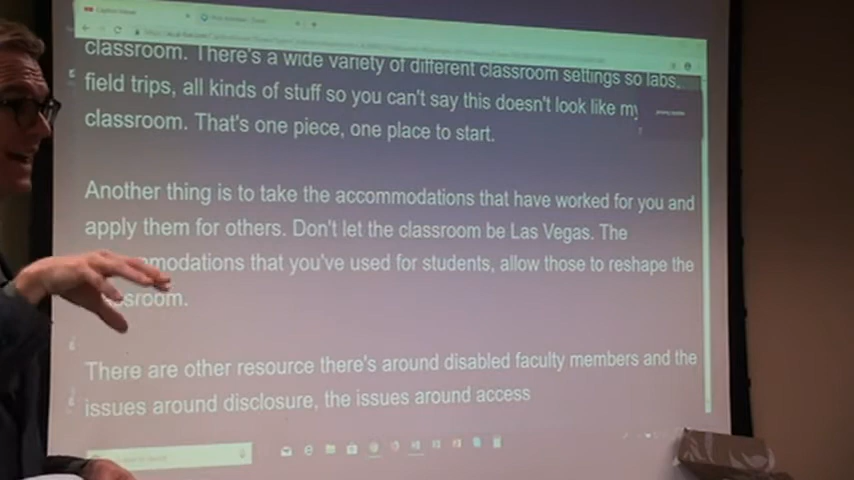 classroom. There's a wide variety of different classroom settings so labs,
field trips, all kinds of stuff so you can't say this doesn't look like my
classroom. That's one piece, one place to start.
Another thing is to take the accommodations that have worked for you and
apply them for others. Don't let the classroom be Las Vegas. The
modations that you've used for students, allow those to reshape the
sroom.
There are other resource there's around disabled faculty members and the
issues around disclosure, the issues around access